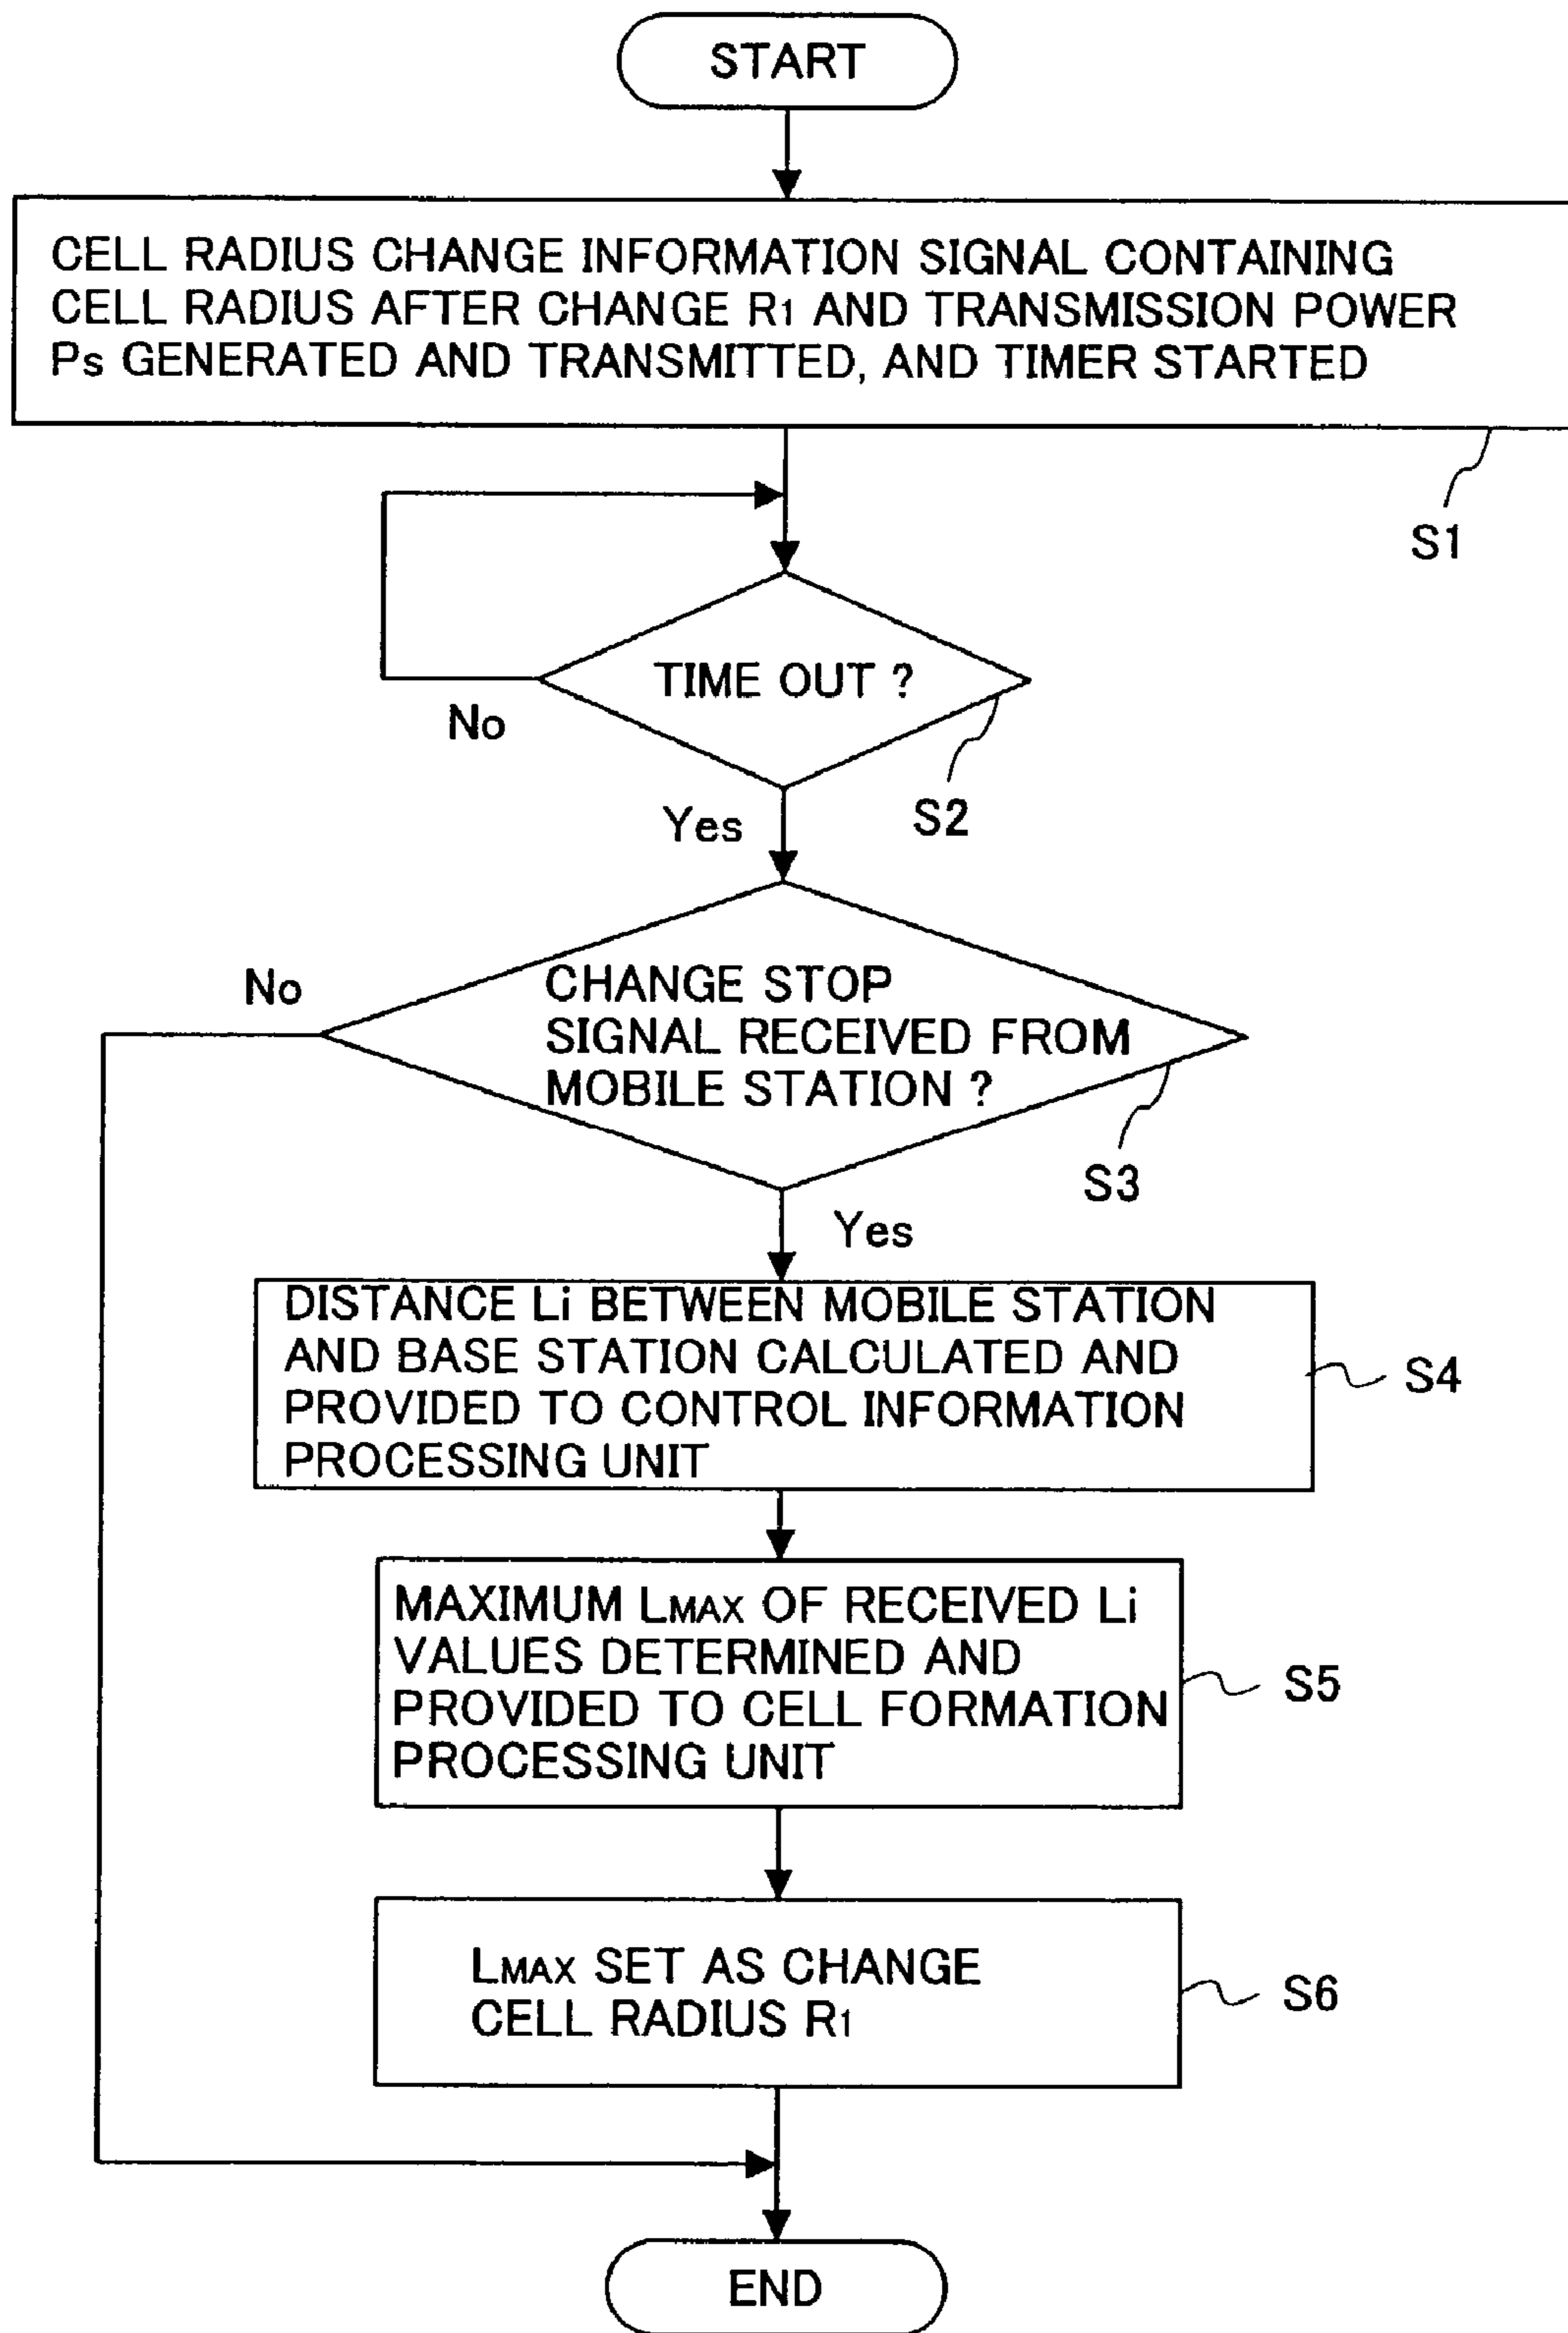 START
CELL RADIUS CHANGE INFORMATION SIGNAL CONTAINING
CELL RADIUS AFTER CHANGE R1 AND TRANSMISSION POWER
Ps GENERATED AND TRANSMITTED, AND TIMER STARTED
S1
TIME OUT ?
No
S2
Yes
No
CHANGE STOP
SIGNAL RECEIVED FROM
MOBILE STATION ?
S3
Yes
DISTANCE Li BETWEEN MOBILE STATION
AND BASE STATION CALCULATED AND
PROVIDED TO CONTROL INFORMATION
PROCESSING UNIT
S4
MAXIMUM LMAX OF RECEIVED Li
VALUES DETERMINED AND
PROVIDED TO CELL FORMATION
PROCESSING UNIT
S5
LMAX SET AS CHANGE
CELL RADIUS R1
S6
END